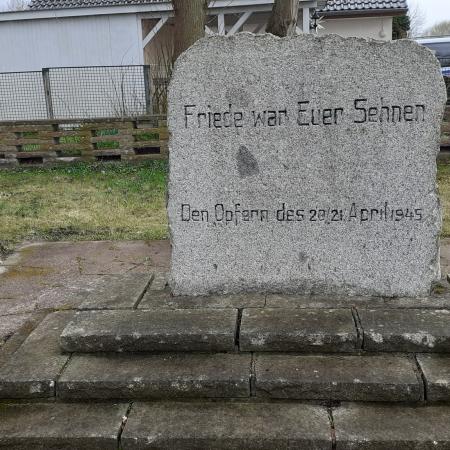 Friede war Euer Sehnen
Den Opfern des 20./21. April 1945